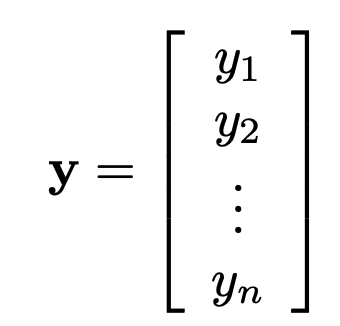 y = [
y₁
y₂
⋮
yₙ
]